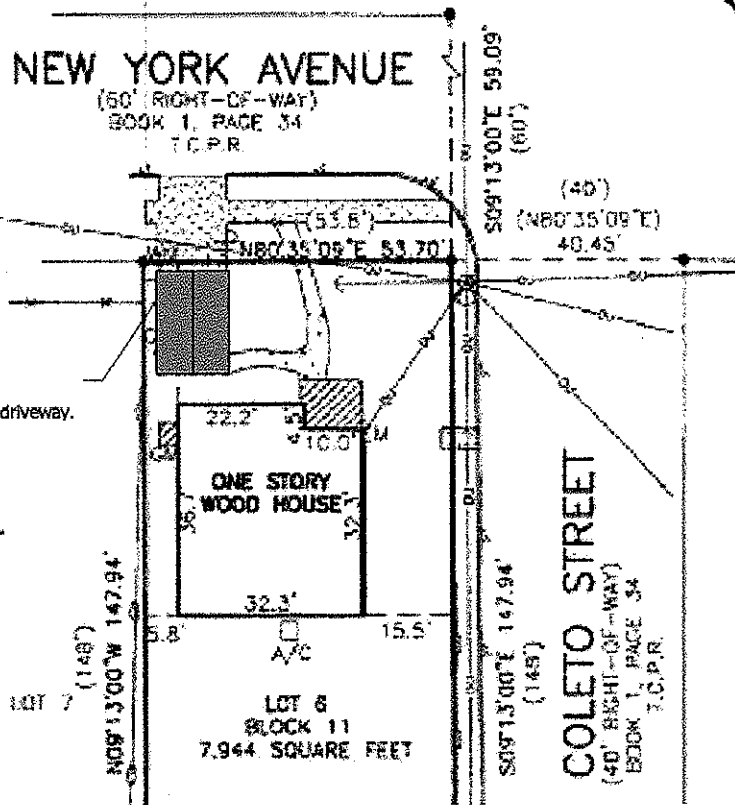 NEW YORK AVENUE
(60' RIGHT-OF-WAY)
BOOK 1, PAGE 34
T.C.P.R.
S09°13'00"E 59.09'
(60')
(40')
(N80°35'09"E)
40.45'
(53.6')
N80°35'09"E 53.70'
driveway.
22.2'
4.5'
10.0'
ONE STORY
WOOD HOUSE
36.7'
32.3'
5.8'
15.5'
A/C
N09°13'00"W 147.94'
(148')
LOT 7
LOT 6
BLOCK 11
7,944 SQUARE FEET
S09°13'00"E 147.94'
(148')
COLETO STREET
(40' RIGHT-OF-WAY)
BOOK 1, PAGE 34
T.C.P.R.